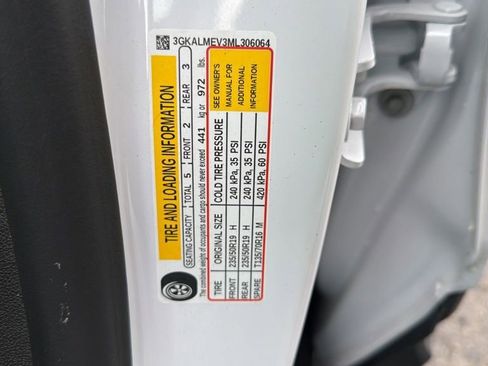 3GKALMEV3ML306064
TIRE AND LOADING INFORMATION
SEATING CAPACITY TOTAL 5 FRONT 2 REAR 3
The combined weight of occupants and cargo should never exceed 441 kg or 972 lbs.
TIRE ORIGINAL SIZE COLD TIRE PRESSURE
FRONT 235/50R19 H 240 kPa, 35 PSI
REAR 235/50R19 H 240 kPa, 35 PSI
SPARE T135/70R16 M 420 kPa, 60 PSI
SEE OWNER'S
MANUAL FOR
ADDITIONAL
INFORMATION